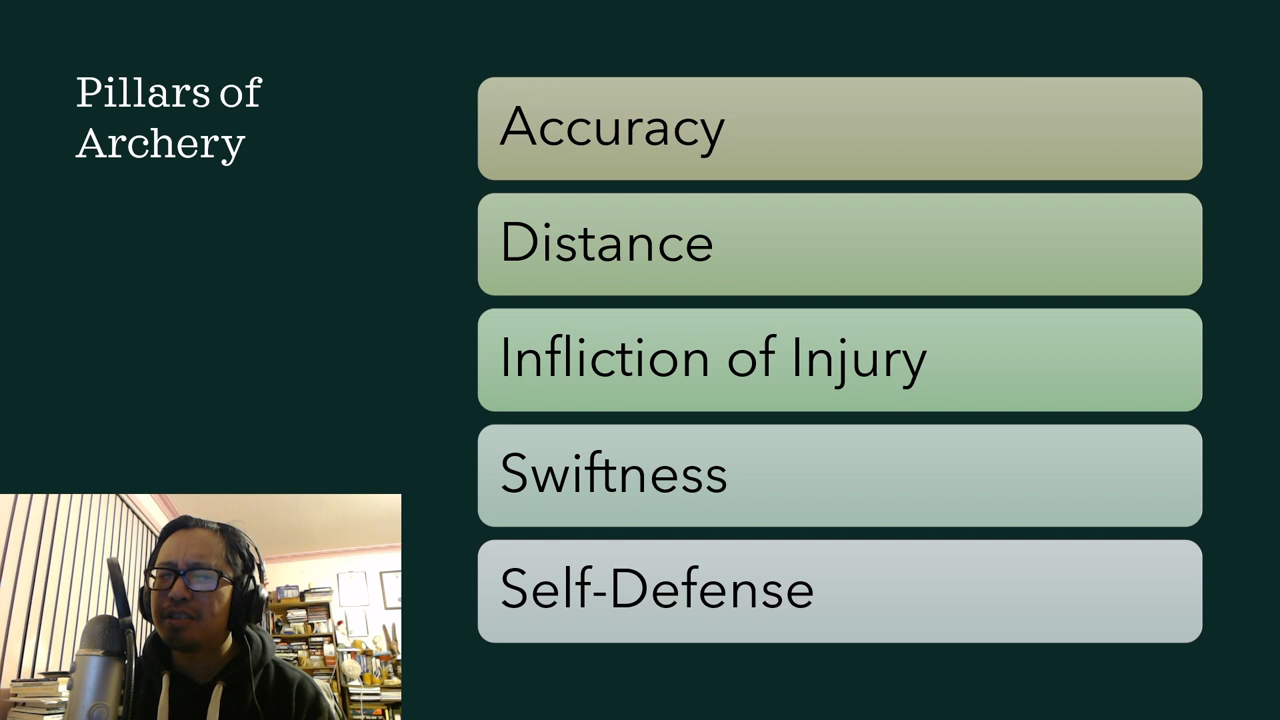 Pillars of
Archery
Accuracy
Distance
Infliction of Injury
Swiftness
Self-Defense